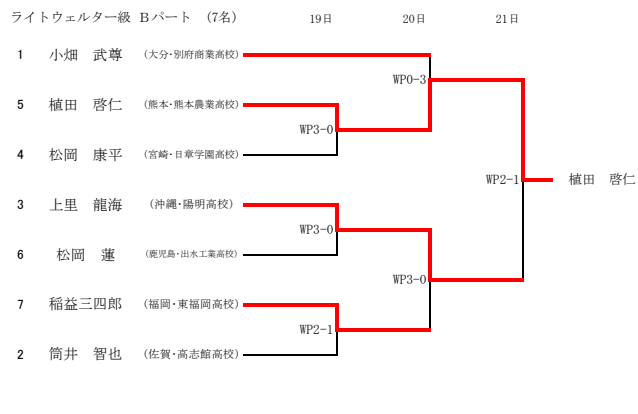 ライトウェルター級 Bパート (7名) 19日 20日 21日
1 小畑 武尊 (大分・別府商業高校)
WP0-3
5 植田 啓仁 (熊本・熊本農業高校)
WP3-0
4 松岡 康平 (宮崎・日章学園高校)
WP2-1 植田 啓仁
3 上里 龍海 (沖縄・陽明高校)
WP3-0
6 松岡 蓮 (鹿児島・出水工業高校)
WP3-0
7 稲益三四郎 (福岡・東福岡高校)
WP2-1
2 筒井 智也 (佐賀・高志館高校)